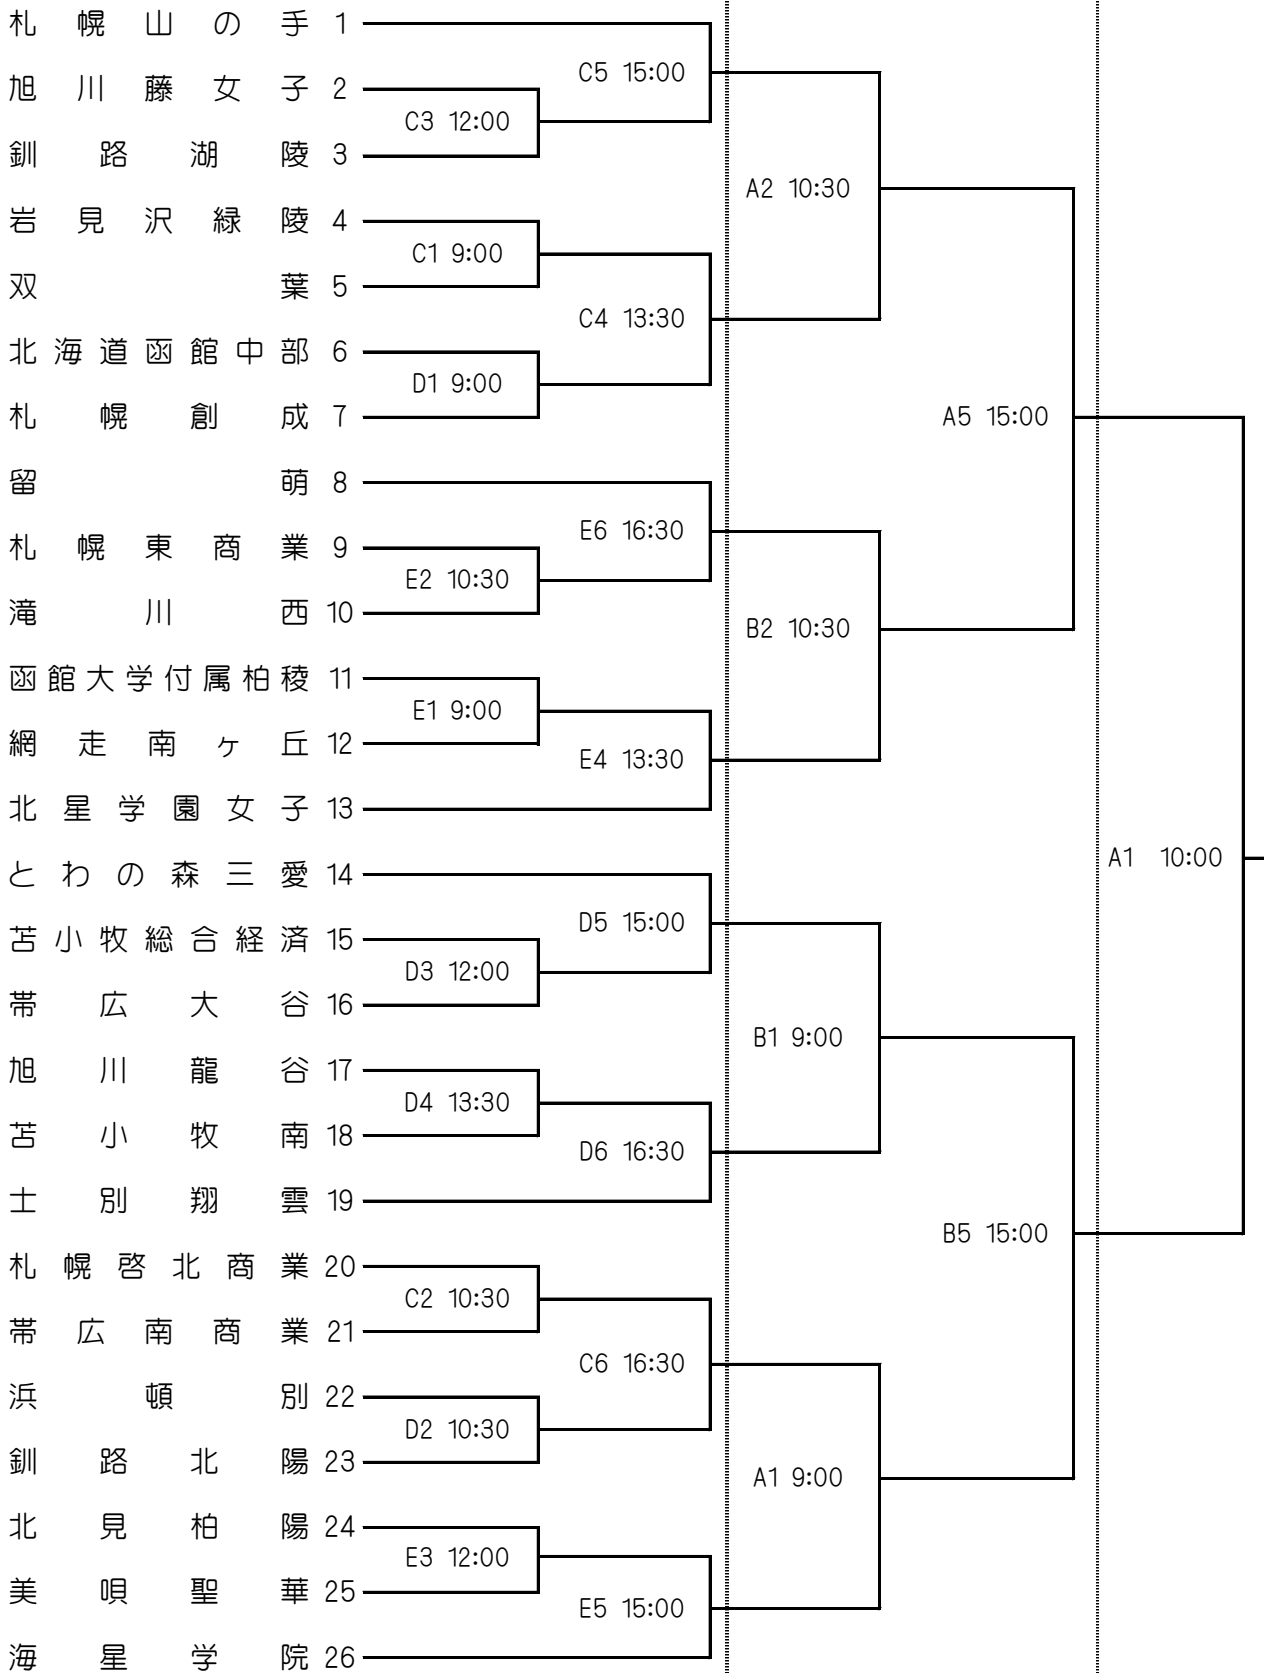 札幌山の手 1
C5 15:00
旭川藤女子 2
C3 12:00
釧路湖陵 3
A2 10:30
岩見沢緑陵 4
C1 9:00
双葉 5
C4 13:30
北海道函館中部 6
D1 9:00
札幌創成 7
A5 15:00
留萌 8
E6 16:30
札幌東商業 9
E2 10:30
滝川西 10
B2 10:30
函館大学付属柏稜 11
E1 9:00
網走南ヶ丘 12
E4 13:30
北星学園女子 13
A1 10:00
とわの森三愛 14
D5 15:00
苫小牧総合経済 15
D3 12:00
帯広大谷 16
B1 9:00
旭川龍谷 17
D4 13:30
苫小牧南 18
D6 16:30
士別翔雲 19
B5 15:00
札幌啓北商業 20
C2 10:30
帯広南商業 21
C6 16:30
浜頓別 22
D2 10:30
釧路北陽 23
A1 9:00
北見柏陽 24
E3 12:00
美唄聖華 25
E5 15:00
海星学院 26